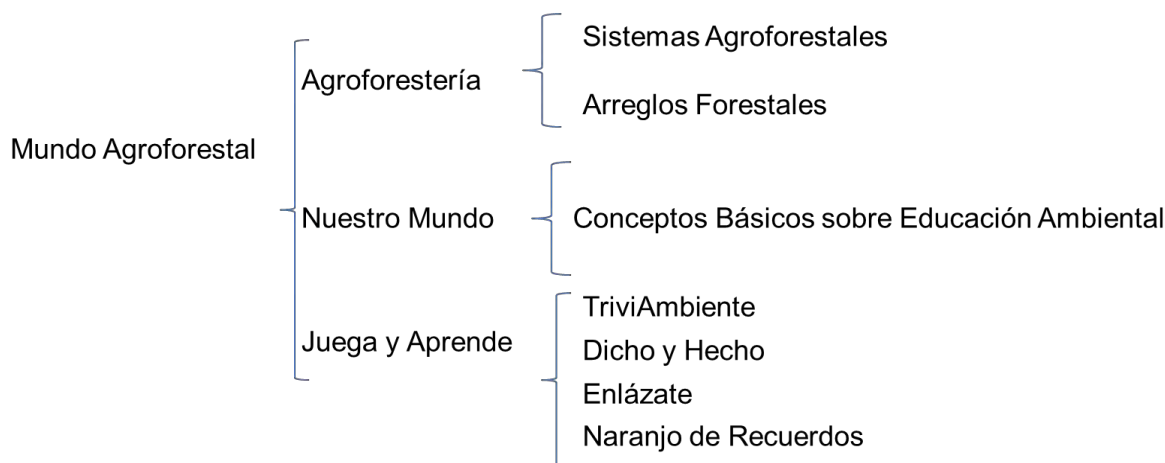 Mundo Agroforestal
Agroforestería
Sistemas Agroforestales
Arreglos Forestales
Nuestro Mundo
Conceptos Básicos sobre Educación Ambiental
Juega y Aprende
TriviAmbiente
Dicho y Hecho
Enlázate
Naranjo de Recuerdos